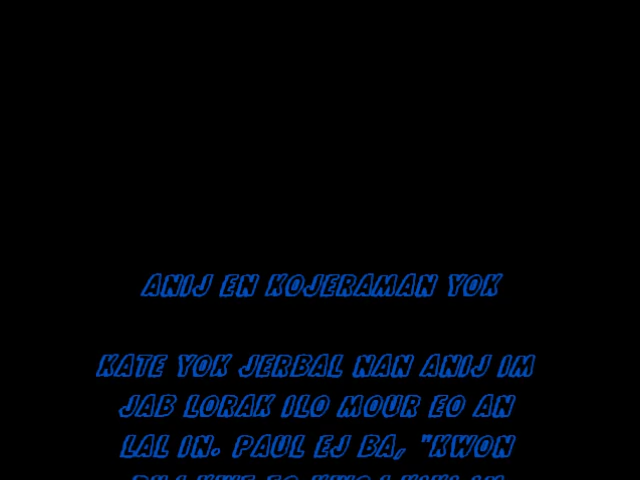 ANIJ EN KOJERAMAN YOK
KATE YOK JERBAL NAN ANIJ IM
JAB LORAK ILO MOUR EO AN
LAL IN. PAUL EJ BA, "KWON